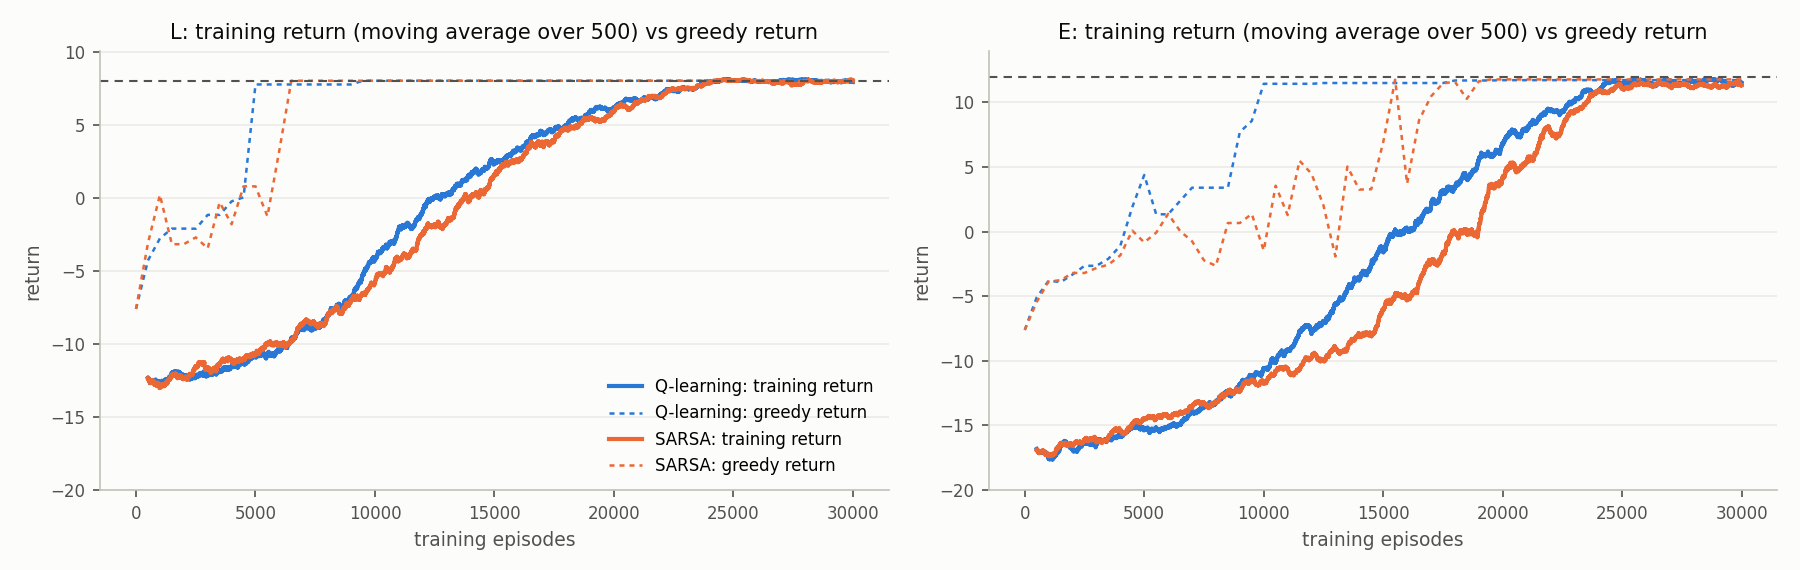 L: training return (moving average over 500) vs greedy return
10
5
0
−5
−10
−15
−20
return
0
5000
10000
15000
20000
25000
30000
training episodes
Q-learning: training return
Q-learning: greedy return
SARSA: training return
SARSA: greedy return
E: training return (moving average over 500) vs greedy return
10
5
0
−5
−10
−15
−20
return
0
5000
10000
15000
20000
25000
30000
training episodes